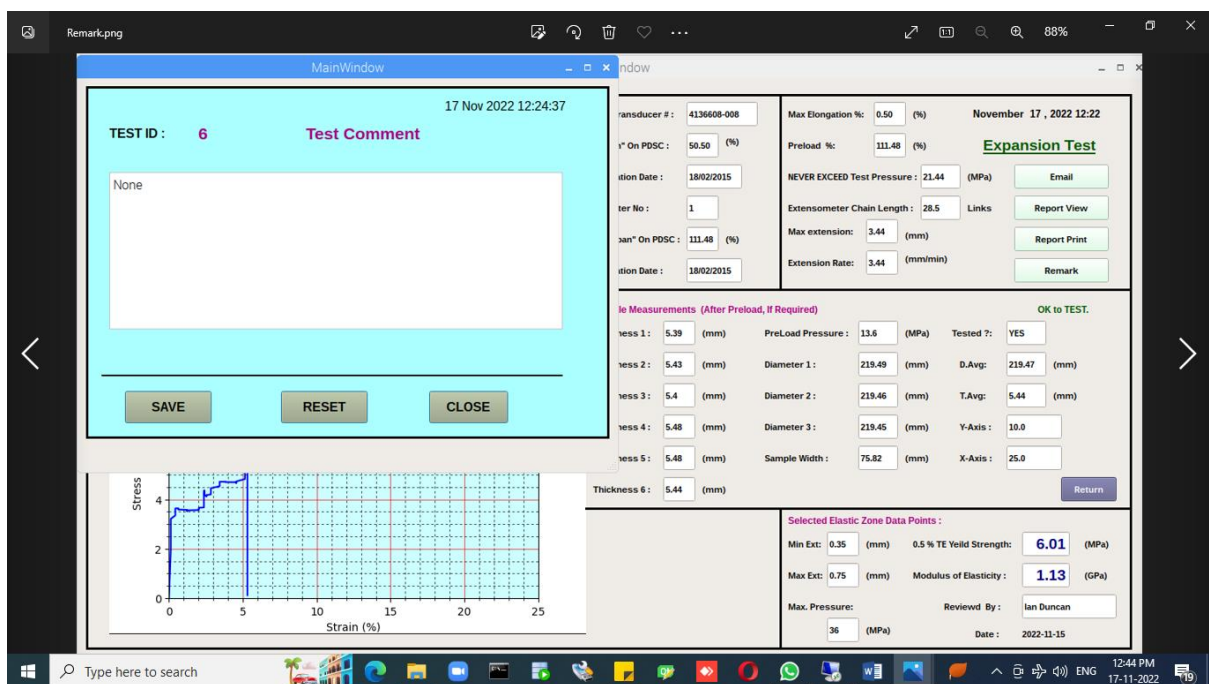 Remark.png
88%
MainWindow
ndow
17 Nov 2022 12:24:37
TEST ID : 6 Test Comment
None
SAVE RESET CLOSE
ransducer # : 4136608-008
n" On PDSC : 50.50 (%)
ation Date : 18/02/2015
ter No : 1
pan" On PDSC : 111.48 (%)
ation Date : 18/02/2015
Max Elongation %: 0.50 (%)
Preload %: 111.48 (%)
NEVER EXCEED Test Pressure : 21.44 (MPa)
Extensometer Chain Length : 28.5 Links
Max extension: 3.44 (mm)
Extension Rate: 3.44 (mm/min)
November 17 , 2022 12:22
Expansion Test
Email
Report View
Report Print
Remark
le Measurements (After Preload, If Required) OK to TEST.
ness 1 : 5.39 (mm) PreLoad Pressure : 13.6 (MPa) Tested ?: YES
ness 2 : 5.43 (mm) Diameter 1 : 219.49 (mm) D.Avg: 219.47 (mm)
ness 3 : 5.4 (mm) Diameter 2 : 219.46 (mm) T.Avg: 5.44 (mm)
ness 4 : 5.48 (mm) Diameter 3 : 219.45 (mm) Y-Axis : 10.0
ness 5 : 5.48 (mm) Sample Width : 75.82 (mm) X-Axis : 25.0
Thickness 6 : 5.44 (mm) Return
Stress
4
2
0
0 5 10 15 20 25
Strain (%)
Selected Elastic Zone Data Points :
Min Ext: 0.35 (mm) 0.5 % TE Yeild Strength: 6.01 (MPa)
Max Ext: 0.75 (mm) Modulus of Elasticity : 1.13 (GPa)
Max. Pressure: Reviewd By : Ian Duncan
36 (MPa) Date : 2022-11-15
Type here to search
ENG
12:44 PM
17-11-2022
19